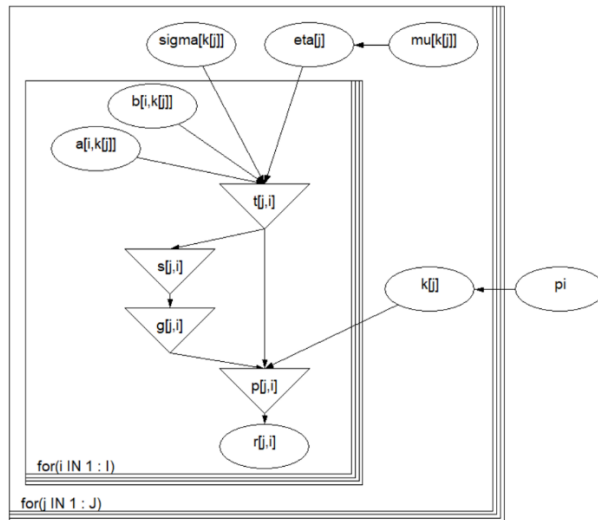 sigma[k[j]]
eta[j]
mu[k[j]]
b[i,k[j]]
a[i,k[j]]
t[j,i]
s[j,i]
k[j]
pi
g[j,i]
p[j,i]
r[j,i]
for(i IN 1 : I)
for(j IN 1 : J)